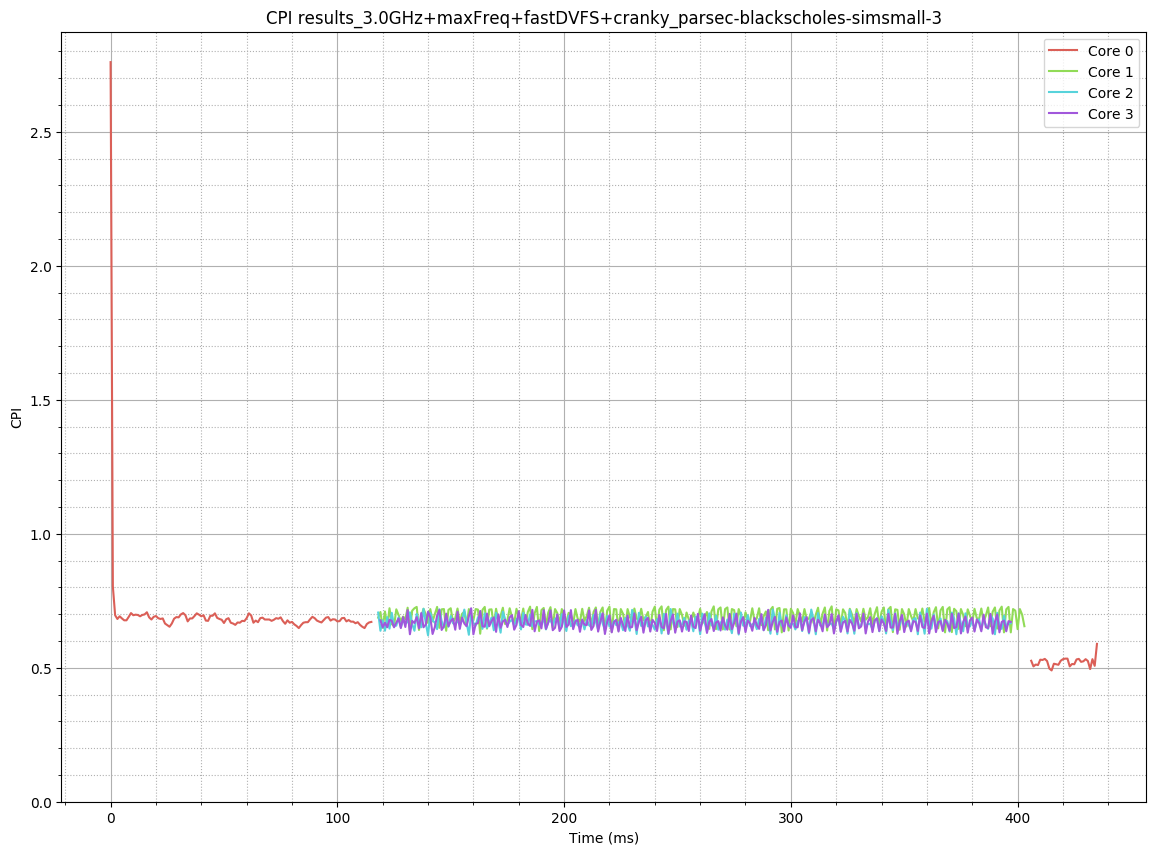 CPI results_3.0GHz+maxFreq+fastDVFS+cranky_parsec-blackscholes-simsmall-3
Core 0
Core 1
Core 2
Core 3
2.5
2.0
1.5
1.0
0.5
0.0
CPI
0 100 200 300 400
Time (ms)